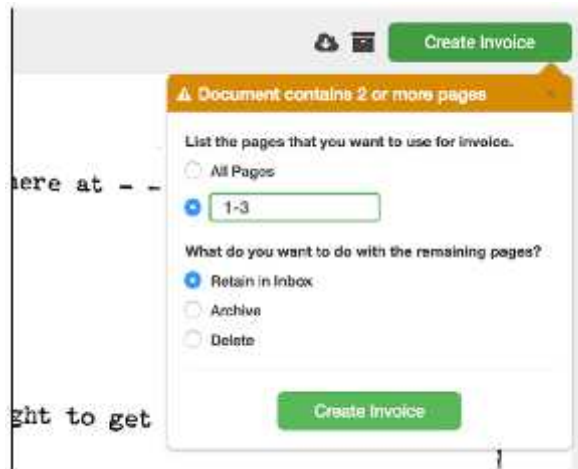 Create Invoice
Document contains 2 or more pages
List the pages that you want to use for invoice.
All Pages
here at - -
1-3
What do you want to do with the remaining pages?
Retain in Inbox
Archive
Delete
Create Invoice
ght to get